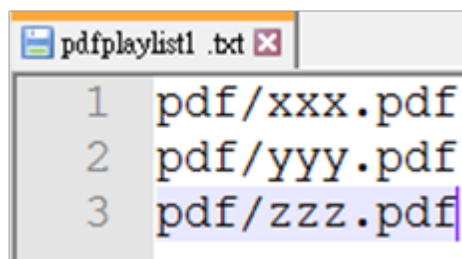 pdfplaylist1 .txt
1 pdf/xxx.pdf
2 pdf/yyy.pdf
3 pdf/zzz.pdf